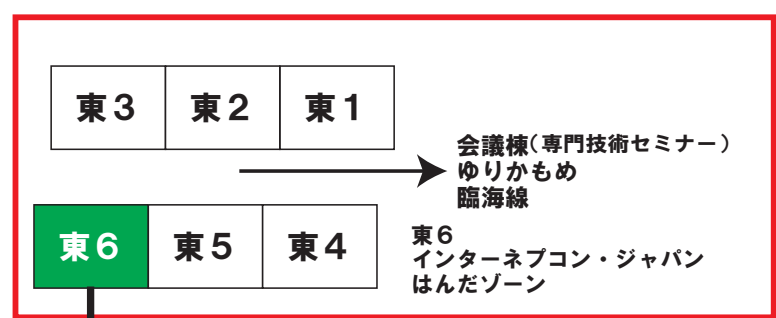 東3 東2 東1
会議棟(専門技術セミナー)
ゆりかもめ
臨海線
東6 東5 東4
東6
インターネプコン・ジャパン
はんだゾーン